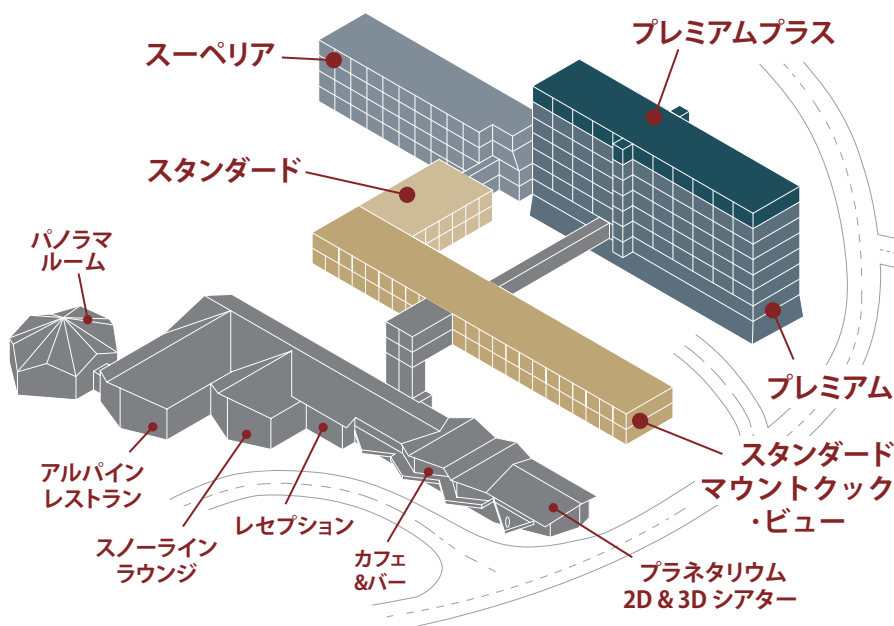 スーペリア
プレミアムプラス
スタンダード
パノラマ
ルーム
プレミアム
スタンダード
マウントクック
・ビュー
アルパイン
レストラン
スノーライン
ラウンジ
レセプション
カフェ
&バー
プラネタリウム
2D & 3D シアター